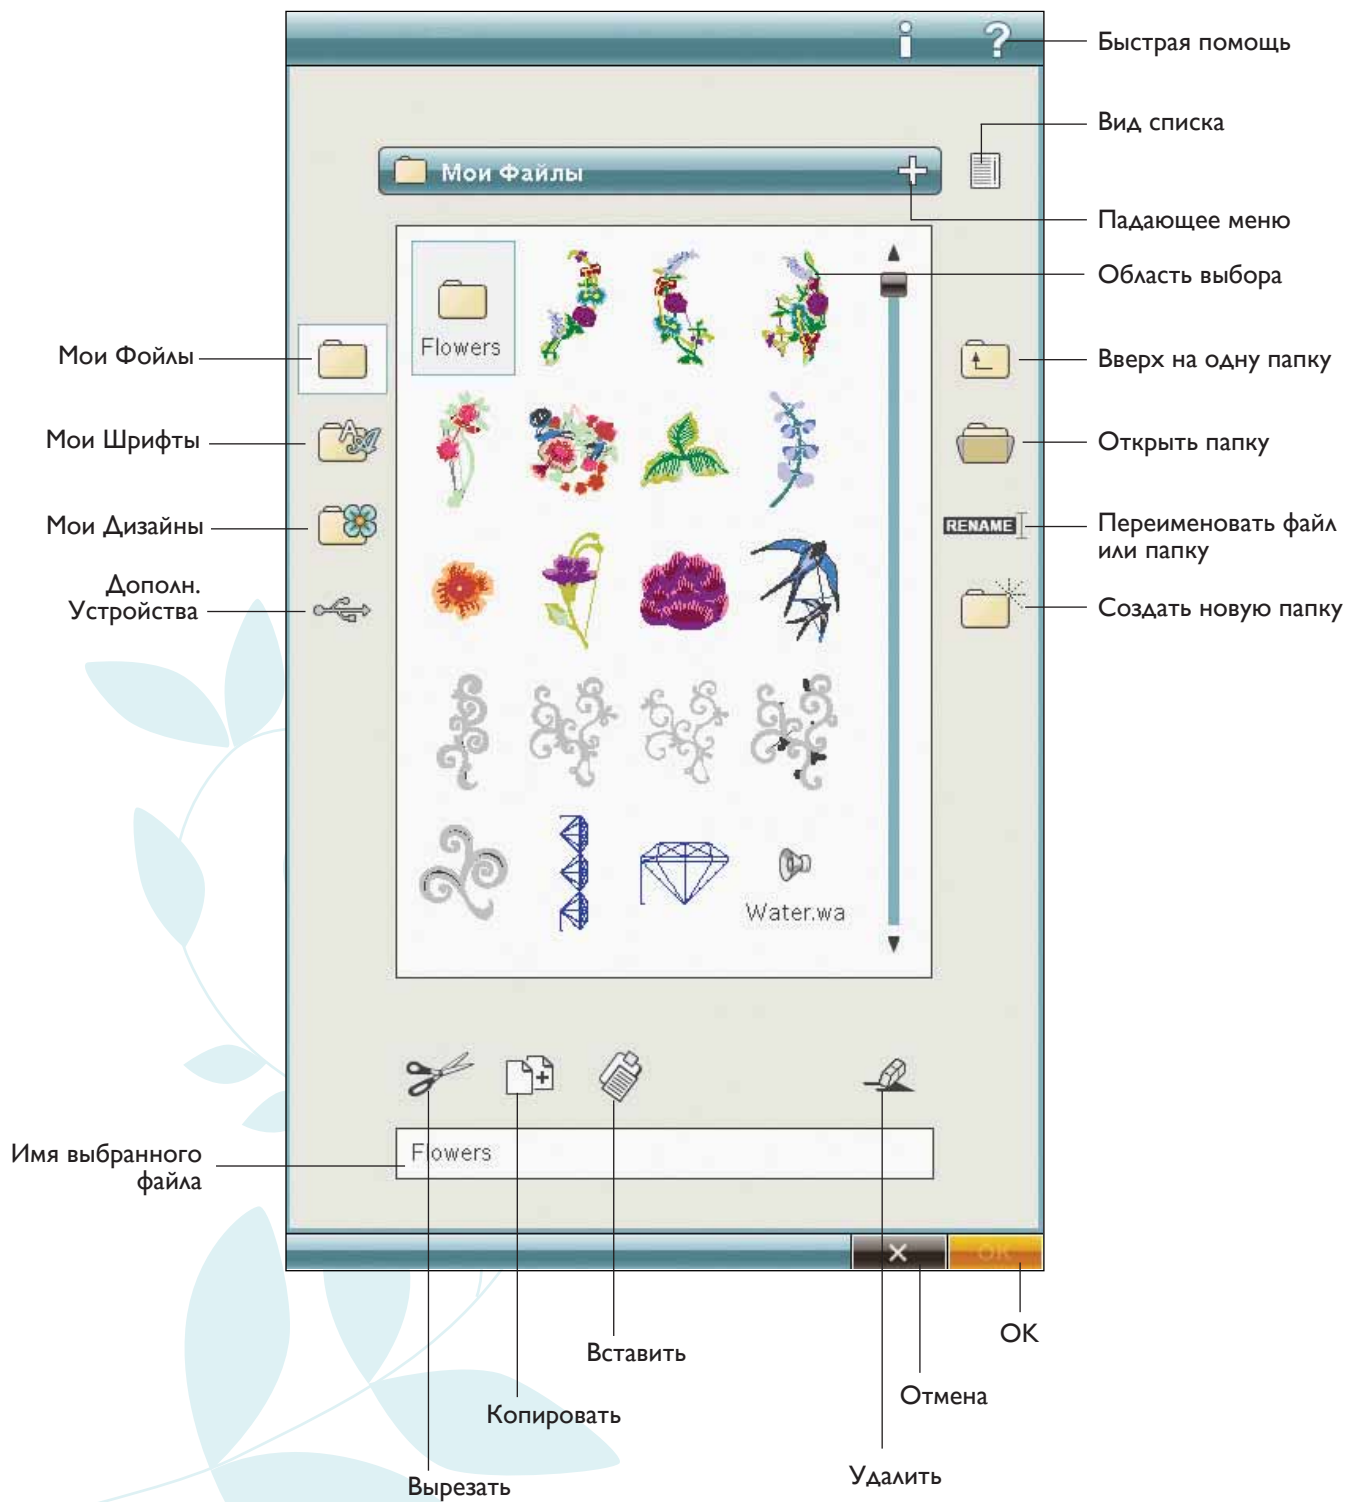 Быстрая помощь
Вид списка
Мои Файлы
Падающее меню
Область выбора
Flowers
Мои Фойлы
Вверх на одну папку
Мои Шрифты
Открыть папку
Мои Дизайны
RENAME
Переименовать файл
или папку
Дополн.
Устройства
Создать новую папку
Water.wa
Имя выбранного
файла
Flowers
OK
OK
Вставить
Отмена
Копировать
Удалить
Вырезать